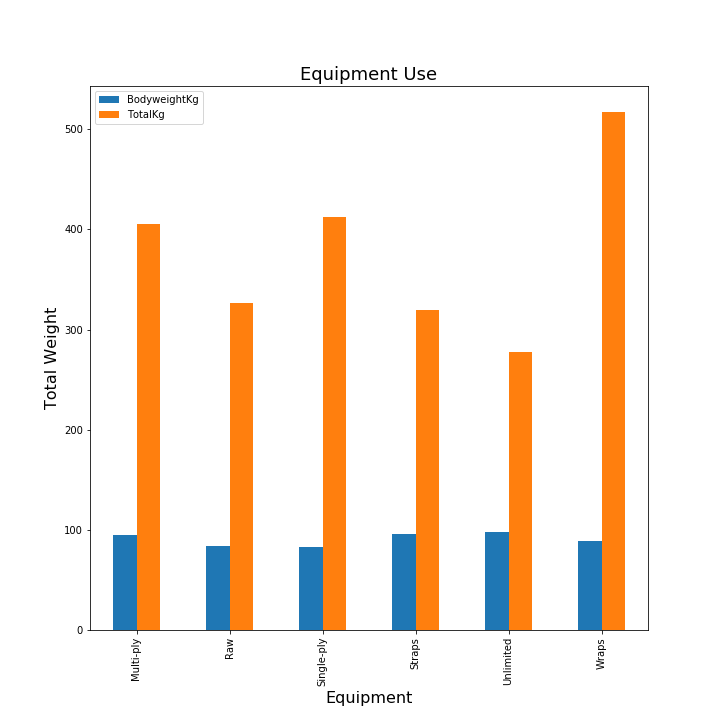 Equipment Use
BodyweightKg
TotalKg
500
400
300
200
100
0
Total Weight
Multi-ply
Raw
Single-ply
Straps
Unlimited
Wraps
Equipment